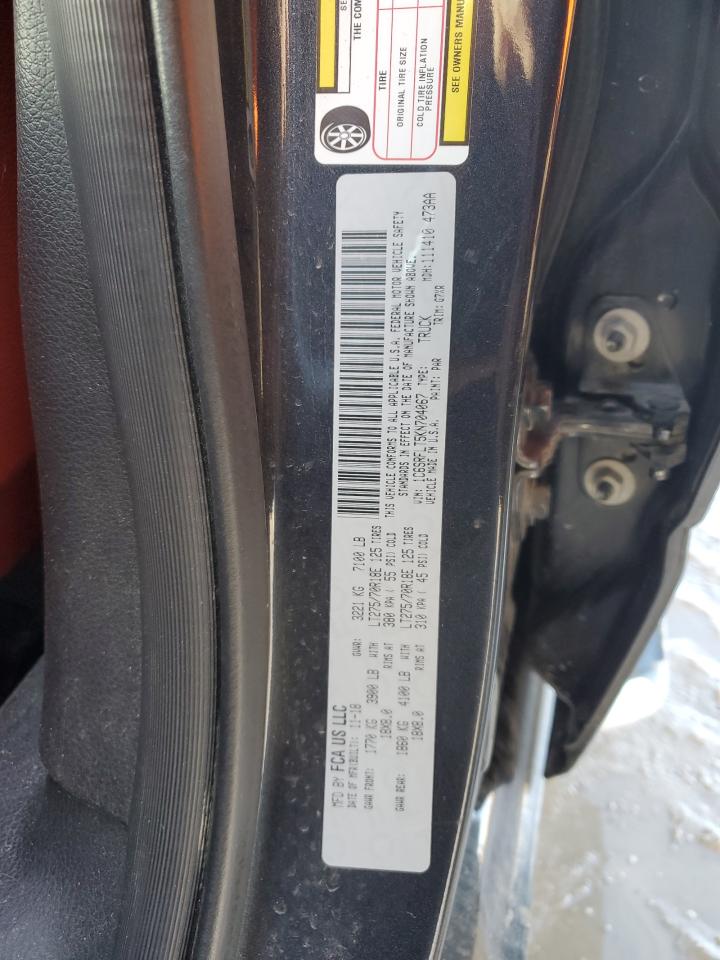 MFD BY FCA US LLC
DATE OF MFR(BUILT): 11-18 GVWR: 3221 KG 7100 LB
GAWR FRONT: 1770 KG 3900 LB WITH LT275/70R18E 125 TIRES
18X8.0 RIMS AT 380 KPA ( 55 PSI) COLD
GAWR REAR: 1860 KG 4100 LB WITH LT275/70R18E 125 TIRES
18X8.0 RIMS AT 310 KPA ( 45 PSI) COLD
THIS VEHICLE CONFORMS TO ALL APPLICABLE U.S.A. FEDERAL MOTOR VEHICLE SAFETY
STANDARDS IN EFFECT ON THE DATE OF MANUFACTURE SHOWN ABOVE.
VIN: 1C6SRFLT5KN704067 TYPE: TRUCK MDH:111410 473AA
VEHICLE MADE IN U.S.A. PAINT: PAR TRIM: G7XR
THE COM
TIRE
ORIGINAL TIRE SIZE
COLD TIRE INFLATION
PRESSURE
SEE OWNERS MANU